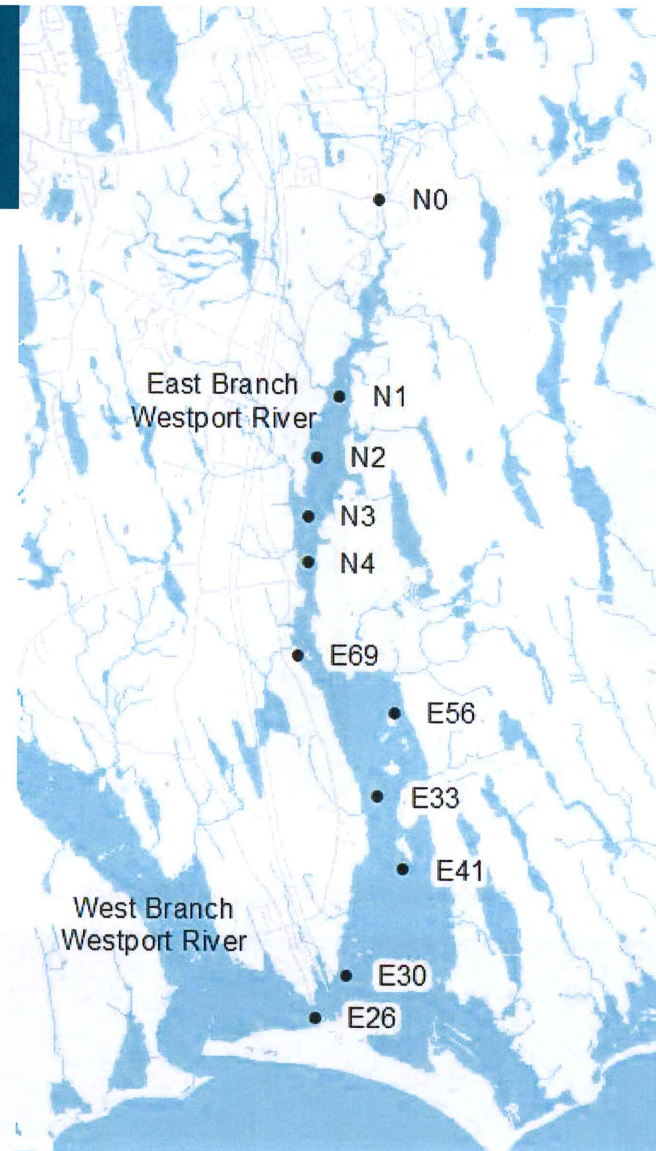 N0
East Branch
Westport River
N1
N2
N3
N4
E69
E56
E33
E41
West Branch
Westport River
E30
E26